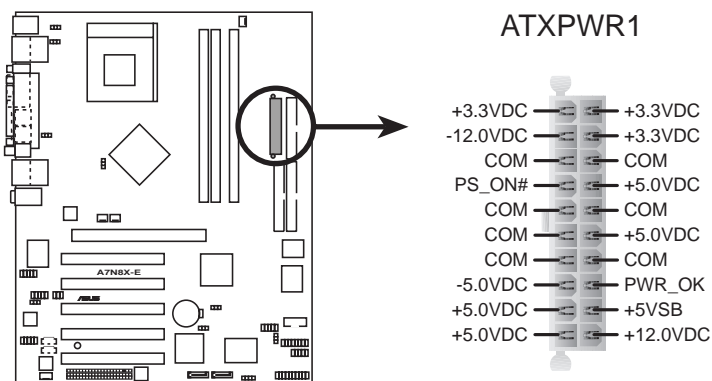 ATXPWR1
+3.3VDC +3.3VDC
-12.0VDC +3.3VDC
COM COM
PS_ON# +5.0VDC
COM COM
COM +5.0VDC
COM COM
-5.0VDC PWR_OK
+5.0VDC +5VSB
+5.0VDC +12.0VDC
A7N8X-E
ASUS